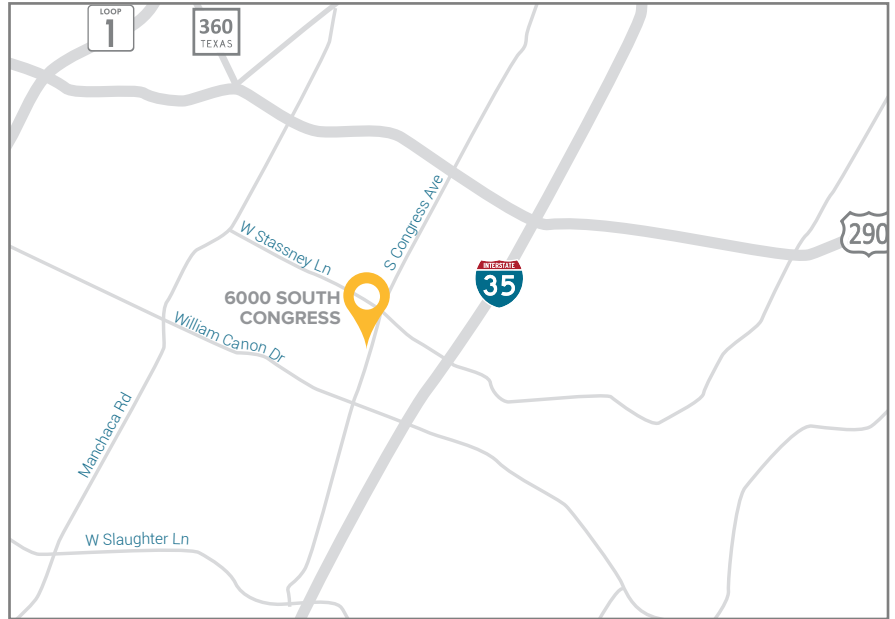 LOOP
1
360
TEXAS
S Congress Ave
W Stassney Ln
290
INTERSTATE
35
6000 SOUTH
CONGRESS
William Canon Dr
Manchaca Rd
W Slaughter Ln